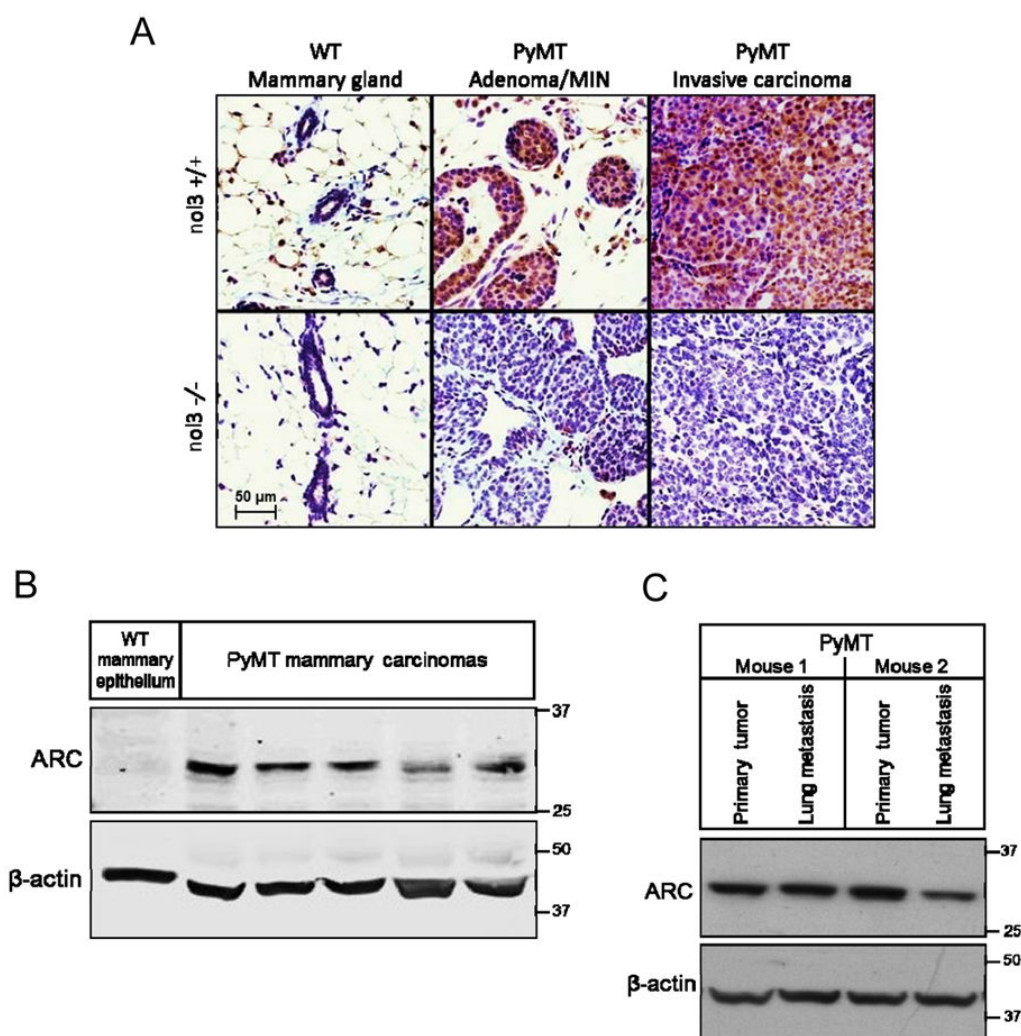 A
WT
Mammary gland
PyMT
Adenoma/MIN
PyMT
Invasive carcinoma
nol3 +/+
nol3 -/-
50 µm
B
WT
mammary
epithellum
PyMT mammary carcinomas
ARC
37
25
β-actin
50
37
C
PyMT
Mouse 1
Mouse 2
Primary tumor
Lung metastasis
Primary tumor
Lung metastasis
ARC
37
25
β-actin
50
37